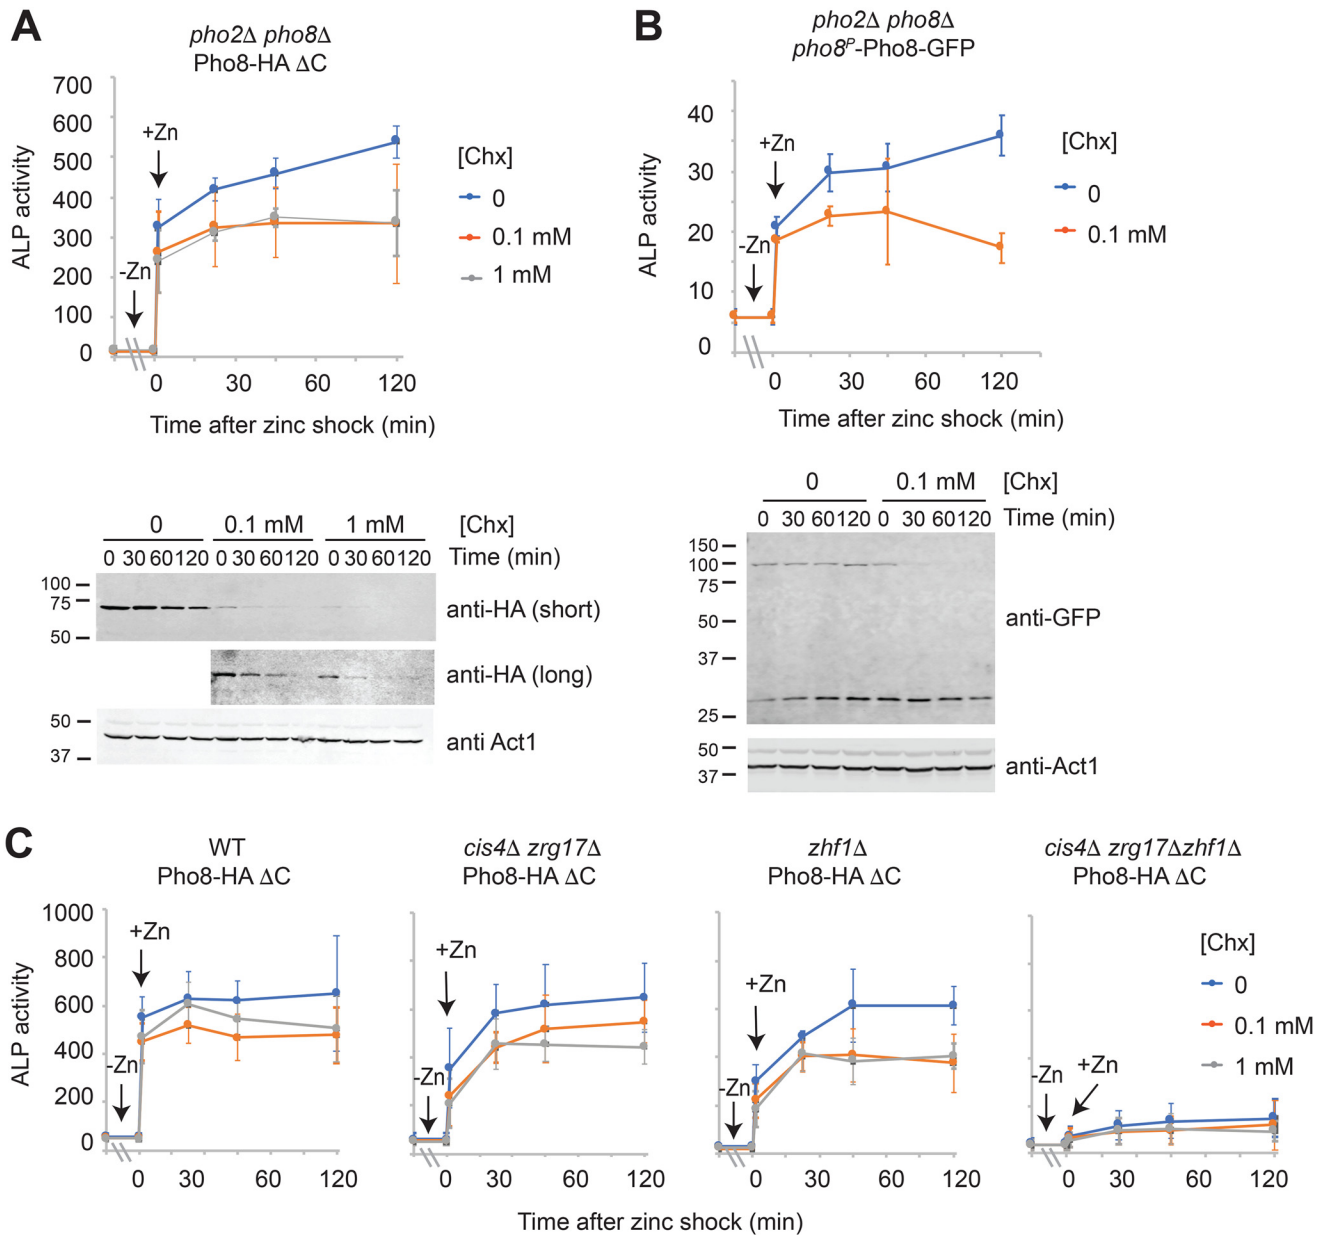 A
pho2Δ pho8Δ
Pho8-HA ΔC
700
600
500
400
300
200
100
0
ALP activity
+Zn
-Zn
[Chx]
0
0.1 mM
1 mM
0 30 60 120
Time after zinc shock (min)
0 0.1 mM 1 mM [Chx]
0 30 60 120 0 30 60 120 0 30 60 120 Time (min)
100
75
50
anti-HA (short)
anti-HA (long)
50
37
anti Act1
B
pho2Δ pho8Δ
pho8ᴾ-Pho8-GFP
40
30
20
10
0
ALP activity
+Zn
-Zn
[Chx]
0
0.1 mM
0 30 60 120
Time after zinc shock (min)
0 0.1 mM [Chx]
0 30 60 120 0 30 60 120 Time (min)
150
100
75
50
37
25
anti-GFP
50
37
anti-Act1
C
WT
Pho8-HA ΔC
cis4Δ zrg17Δ
Pho8-HA ΔC
zhf1Δ
Pho8-HA ΔC
cis4Δ zrg17Δzhf1Δ
Pho8-HA ΔC
1000
800
600
400
200
0
ALP activity
+Zn
-Zn
+Zn
-Zn
+Zn
-Zn
-Zn
+Zn
[Chx]
0
0.1 mM
1 mM
0 30 60 120
0 30 60 120
0 30 60 120
0 30 60 120
Time after zinc shock (min)